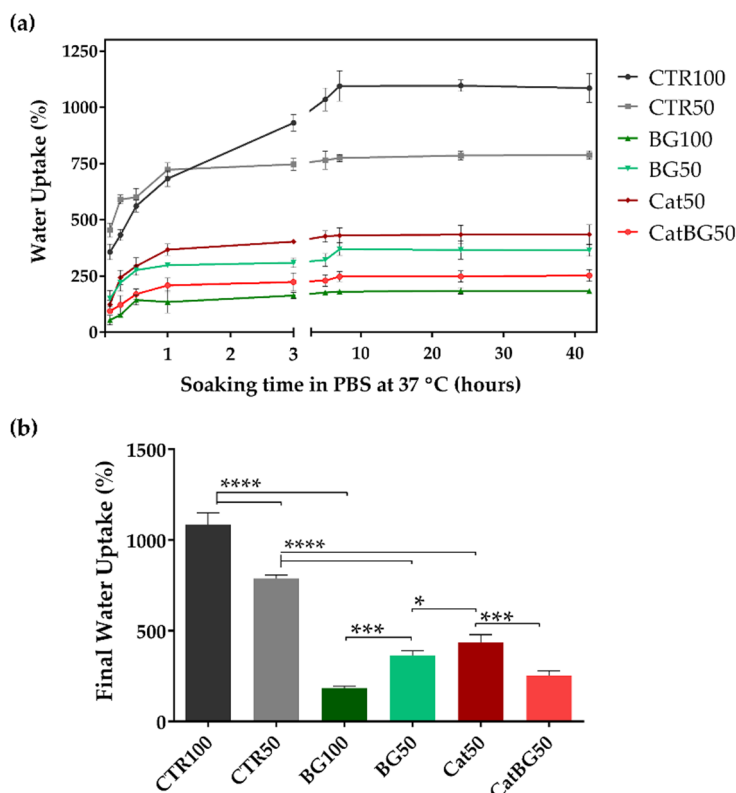 (a)
Water Uptake (%)
1250
1000
750
500
250
0
1
2
3
10
20
30
40
Soaking time in PBS at 37 °C (hours)
CTR100
CTR50
BG100
BG50
Cat50
CatBG50
(b)
Final Water Uptake (%)
1500
1000
500
0
****
****
*
***
***
CTR100
CTR50
BG100
BG50
Cat50
CatBG50